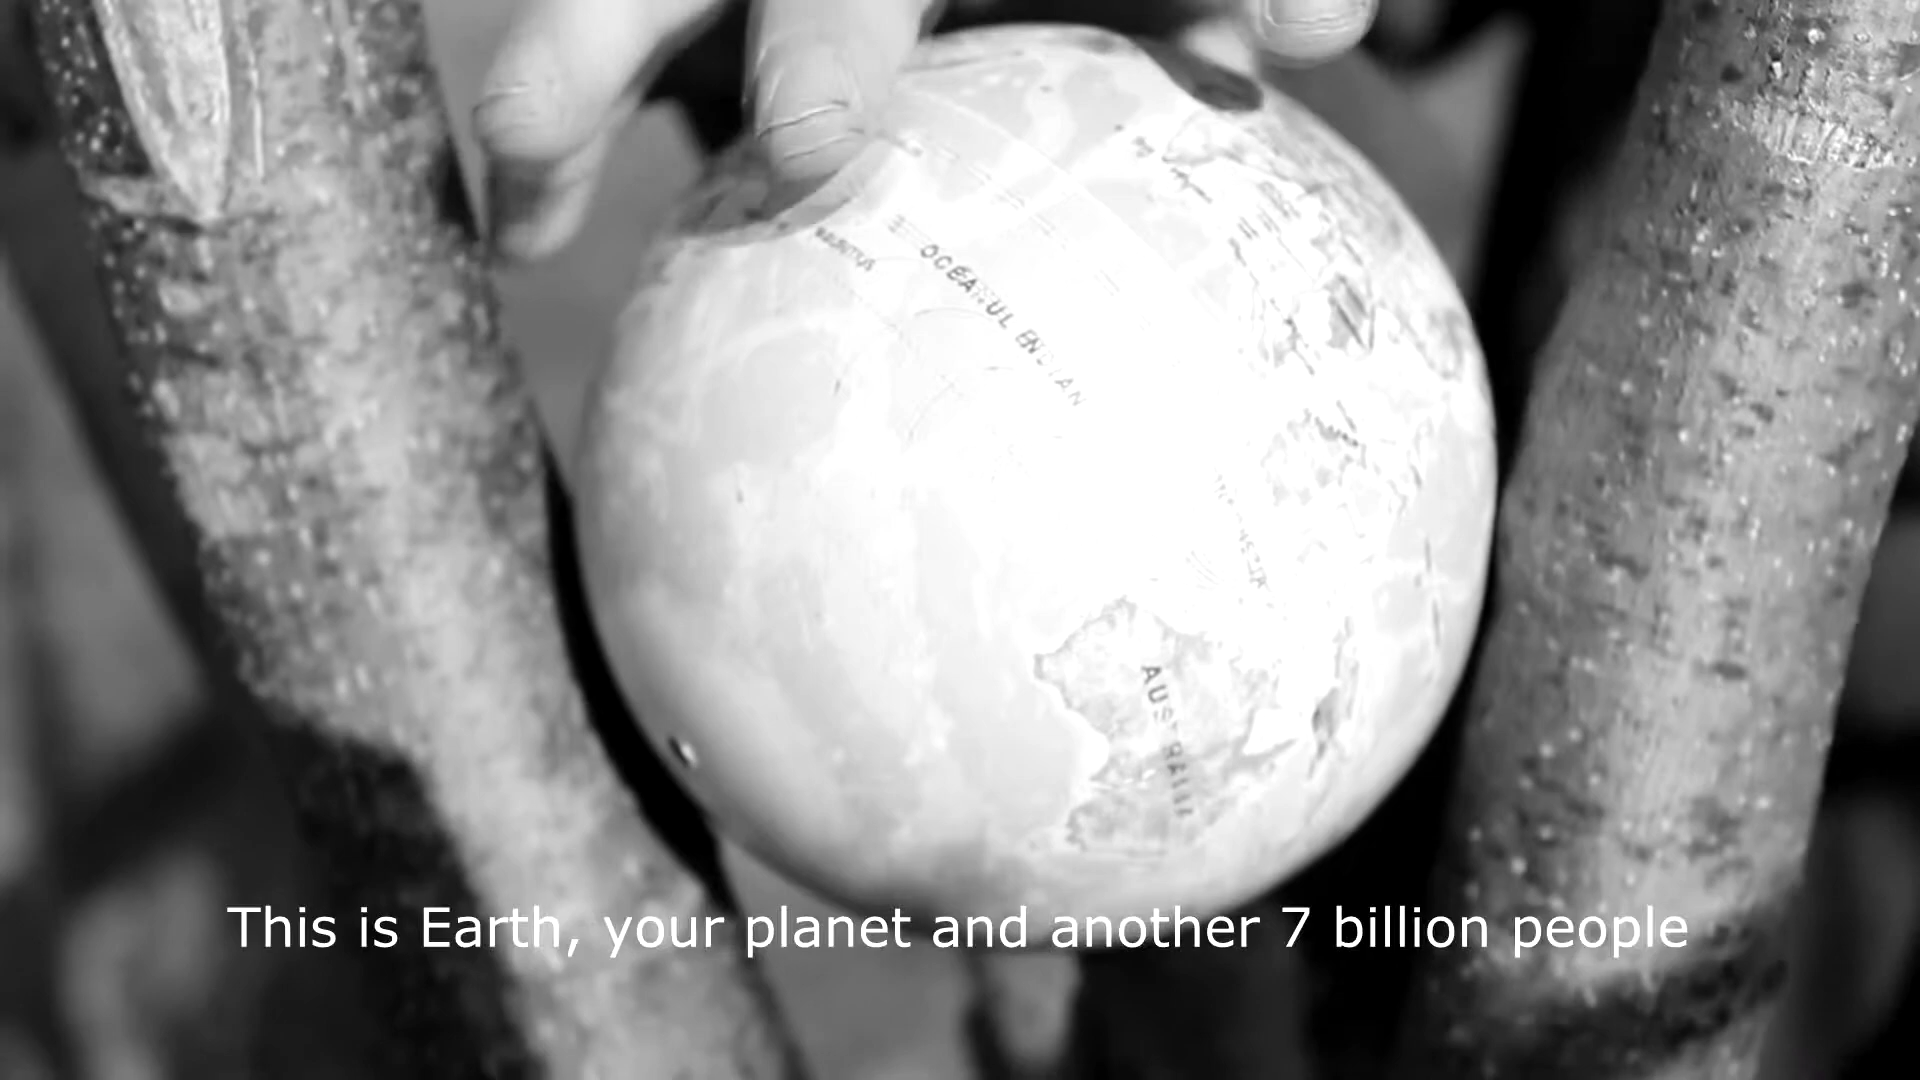 OCEANUL INDIAN
AUSTRALIA
This is Earth, your planet and another 7 billion people